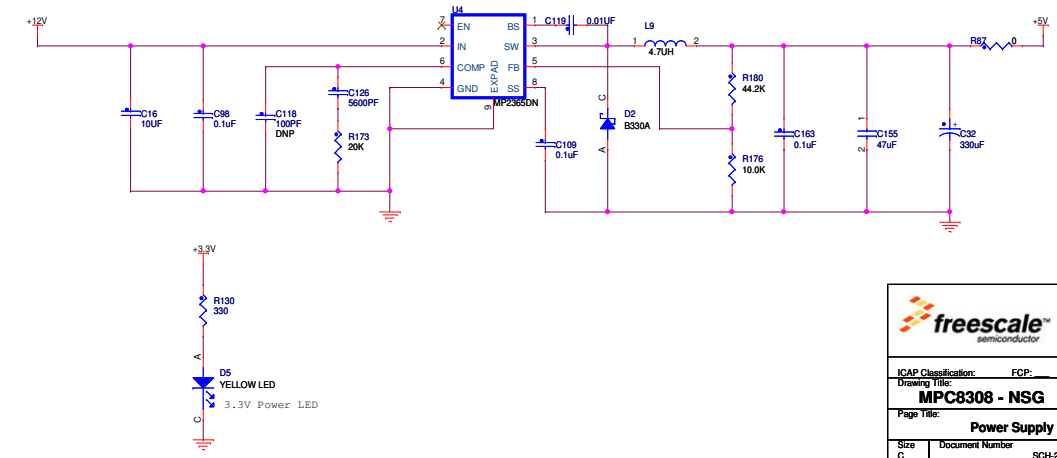 +12V
U4
7
EN
BS
1
C119
0.01UF
L9
+5V
2
IN
SW
3
1
2
4.7UH
R87
0
6
COMP
FB
5
4
GND
EXPAD
SS
8
9
MP2365DN
C16
10UF
C98
0.1uF
C118
100PF
DNP
C126
5600PF
R173
20K
C109
0.1uF
C
D2
B330A
A
R180
44.2K
R176
10.0K
C163
0.1uF
1
C155
47uF
2
+
C32
330uF
+3.3V
R130
330
A
D5
YELLOW LED
3.3V Power LED
C
freescale™
semiconductor
ICAP Classification: FCP: ___
Drawing Title:
MPC8308 - NSG
Page Title:
Power Supply
Size Document Number
C SCH-2